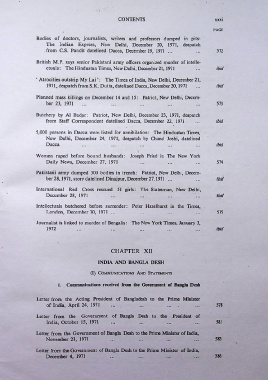 CONTENTS xxxi
PAGE
Bodies of doctors, journalists, writers and professors dumped in pits:
The Indian Express, New Delhi, December 20, 1971, despatch
from C.S. Pandit datelined Dacca, December 19, 1971 ... ... 572
British M.P. says senior Pakistani army officers organised murder of intelle-
ctuals: The Hindustan Times, New Delhi, December 21, 1971 ... ibid
'Atrocities outstrip My Lai': The Times of India, New Delhi, December 21,
1971, despatch from S.K. Dutta, datelined Dacca, December 20, 1971 ... ibid
Planned mass killings on December 14 and 15: Patriot, New Delhi, Decem-
ber 23, 1971 ... 573
Butchery by Al Badar: Patriot, New Delhi, December 23, 1971, despatch
from Staff Correspondent datelined Dacca, December 22, 1971 ... ibid
5,000 persons in Dacca were listed for annihilation: The Hindustan Times,
New Delhi, December 24, 1971, despatch by Chand Joshi, datelined
Dacca ... ibid
Women raped before bound husbands: Joseph Fried in The New York
Daily News, December 27, 1971 ... 574
Pakistani army dumped 300 bodies in trench: Patriot, New Delhi, Decem-
ber 28, 1971, story datelined Dinajpur, December 27, 1971 ... ibid
International Red Cross rescued 51 girls: The Statesman, New Delhi,
December 28, 1971 ... ibid
Intellectuals butchered before surrender: Peter Hazelhurst in the Times,
London, December 30, 1971 ... 575
Journalist is linked to murder of Bengalis: The New York Times, January 3,
1972 ... ibid
CHAPTER XII
INDIA AND BANGLA DESH
(I) COMMUNICATIONS AND STATEMENTS
i. Communications received from the Government of Bangla Desh
Letter from the Acting President of Bangladesh to the Prime Minister
of India, April 24, 1971 ... 578
Letter from the Government of Bangla Desh to the President of
India, October 15, 1971 ... 581
Letter from the Government of Bangla Desh to the Prime Minister of India,
November 23, 1971 ... 583
Letter from the Government of Bangla Desh to the Prime Minister of India,
December 4, 1971 ... 586